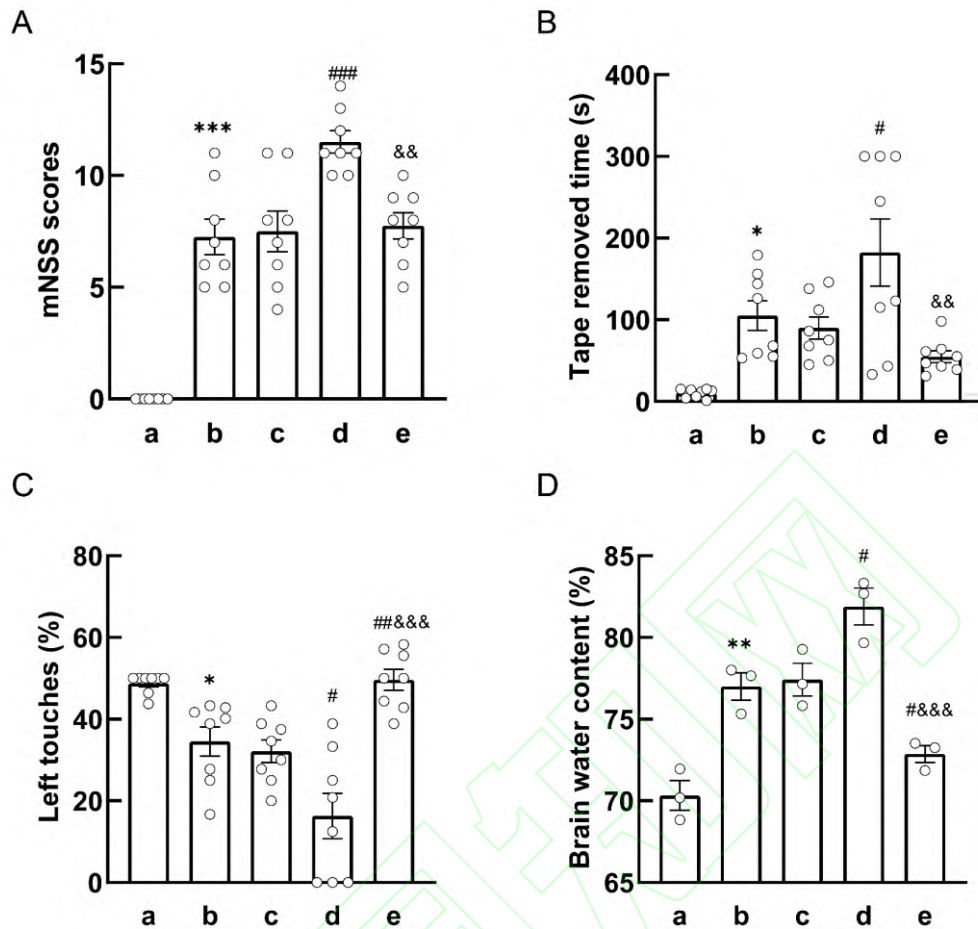 A
mNSS scores
15
10
5
0
***
###
&&
a b c d e
B
Tape removed time (s)
400
300
200
100
0
*
#
&&
a b c d e
C
Left touches (%)
80
60
40
20
0
*
#
##&&&
a b c d e
D
Brain water content (%)
85
80
75
70
65
**
#
#&&&
a b c d e